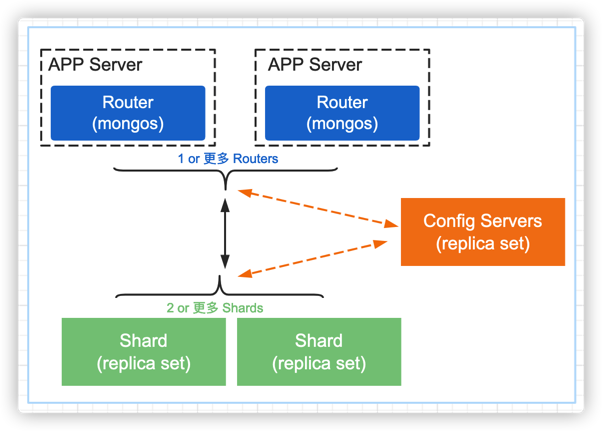 APP Server
APP Server
Router
(mongos)
Router
(mongos)
1 or 更多 Routers
Config Servers
(replica set)
2 or 更多 Shards
Shard
(replica set)
Shard
(replica set)